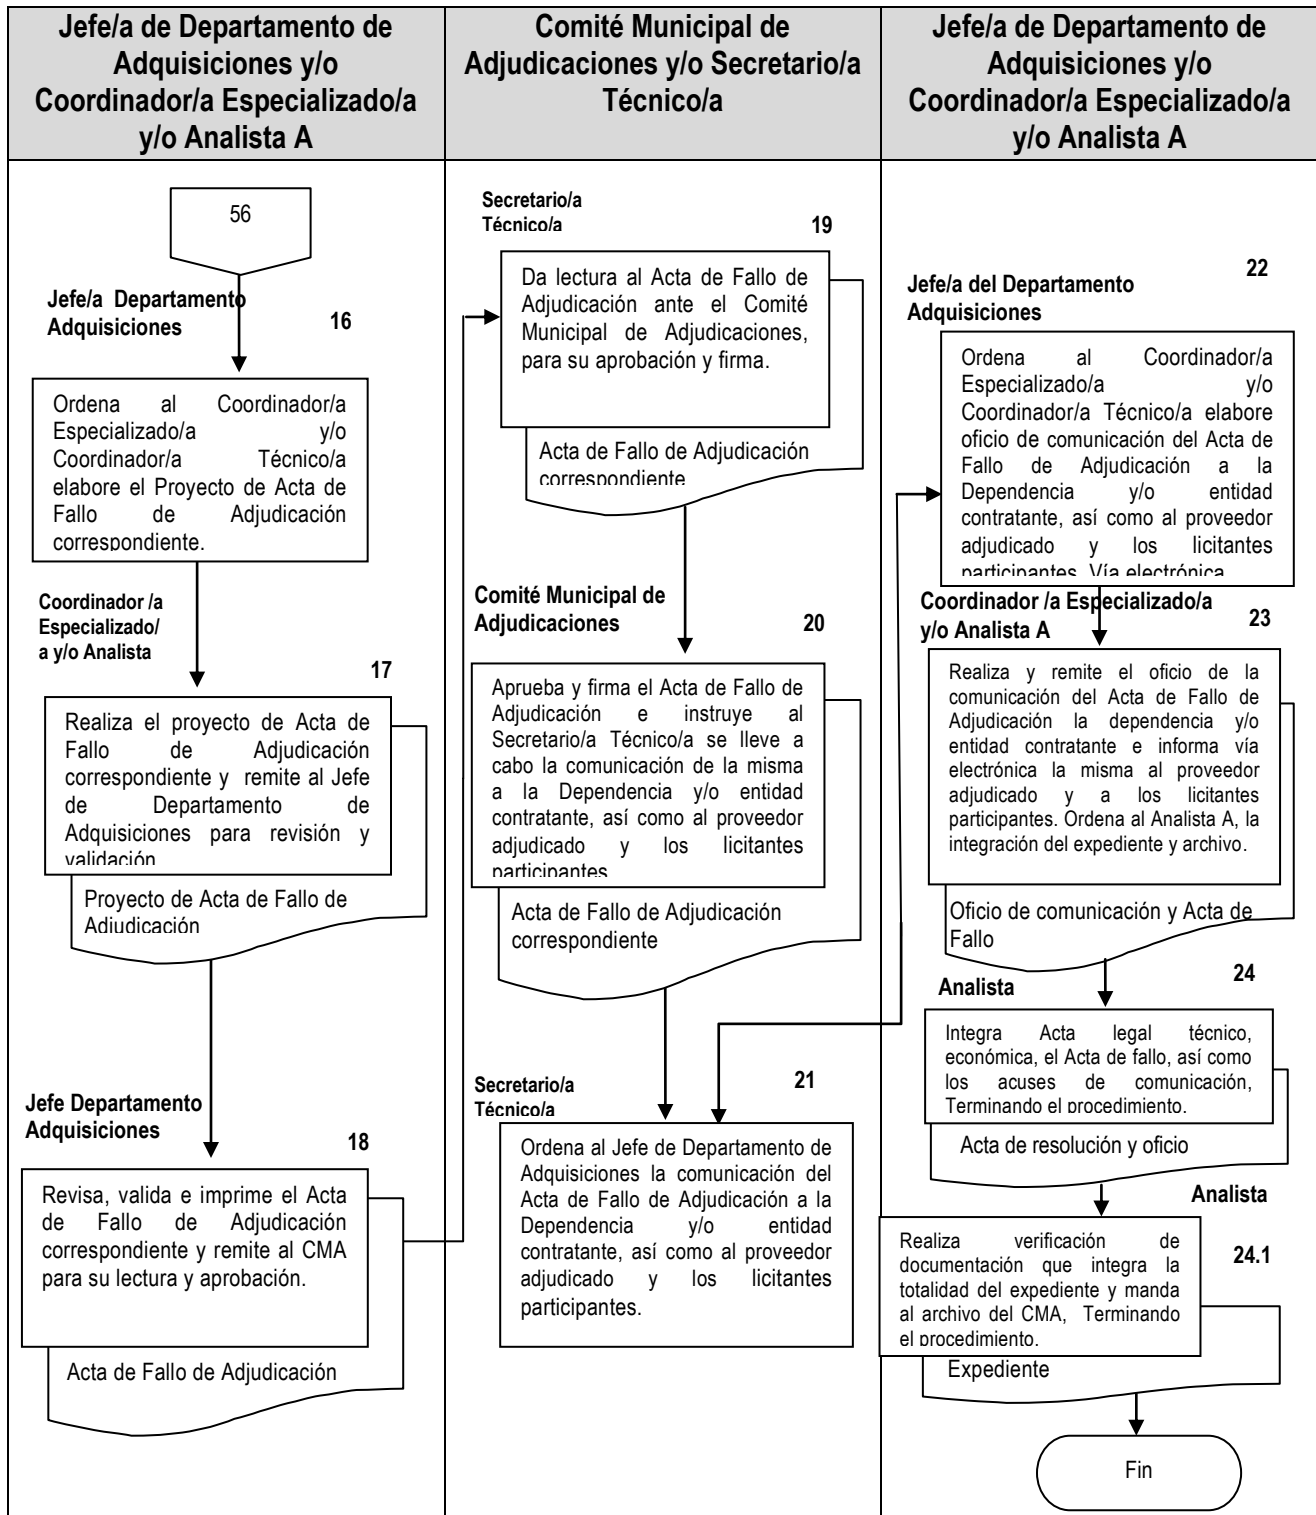 Jefe/a de Departamento de
Adquisiciones y/o
Coordinador/a Especializado/a
y/o Analista A
Comité Municipal de
Adjudicaciones y/o Secretario/a
Técnico/a
Jefe/a de Departamento de
Adquisiciones y/o
Coordinador/a Especializado/a
y/o Analista A
56
Jefe/a Departamento
Adquisiciones
16
Ordena al Coordinador/a
Especializado/a y/o
Coordinador/a Técnico/a
elabore el Proyecto de Acta de
Fallo de Adjudicación
correspondiente.
Coordinador /a
Especializado/
a y/o Analista
17
Realiza el proyecto de Acta de
Fallo de Adjudicación
correspondiente y remite al Jefe
de Departamento de
Adquisiciones para revisión y
validación
Proyecto de Acta de Fallo de
Adjudicación
Jefe Departamento
Adquisiciones
18
Revisa, valida e imprime el Acta
de Fallo de Adjudicación
correspondiente y remite al CMA
para su lectura y aprobación.
Acta de Fallo de Adjudicación
Secretario/a
Técnico/a
19
Da lectura al Acta de Fallo de
Adjudicación ante el Comité
Municipal de Adjudicaciones,
para su aprobación y firma.
Acta de Fallo de Adjudicación
correspondiente
Comité Municipal de
Adjudicaciones
20
Aprueba y firma el Acta de Fallo de
Adjudicación e instruye al
Secretario/a Técnico/a se lleve a
cabo la comunicación de la misma
a la Dependencia y/o entidad
contratante, así como al proveedor
adjudicado y los licitantes
participantes
Acta de Fallo de Adjudicación
correspondiente
Secretario/a
Técnico/a
21
Ordena al Jefe de Departamento de
Adquisiciones la comunicación del
Acta de Fallo de Adjudicación a la
Dependencia y/o entidad
contratante, así como al proveedor
adjudicado y los licitantes
participantes.
22
Jefe/a del Departamento
Adquisiciones
Ordena al Coordinador/a
Especializado/a y/o
Coordinador/a Técnico/a elabore
oficio de comunicación del Acta de
Fallo de Adjudicación a la
Dependencia y/o entidad
contratante, así como al proveedor
adjudicado y los licitantes
participantes. Vía electrónica
Coordinador /a Especializado/a
y/o Analista A
23
Realiza y remite el oficio de la
comunicación del Acta de Fallo de
Adjudicación la dependencia y/o
entidad contratante e informa vía
electrónica la misma al proveedor
adjudicado y a los licitantes
participantes. Ordena al Analista A, la
integración del expediente y archivo.
Oficio de comunicación y Acta de
Fallo
Analista
24
Integra Acta legal técnico,
económica, el Acta de fallo, así como
los acuses de comunicación,
Terminando el procedimiento.
Acta de resolución y oficio
Analista
24.1
Realiza verificación de
documentación que integra la
totalidad del expediente y manda
al archivo del CMA, Terminando
el procedimiento.
Expediente
Fin